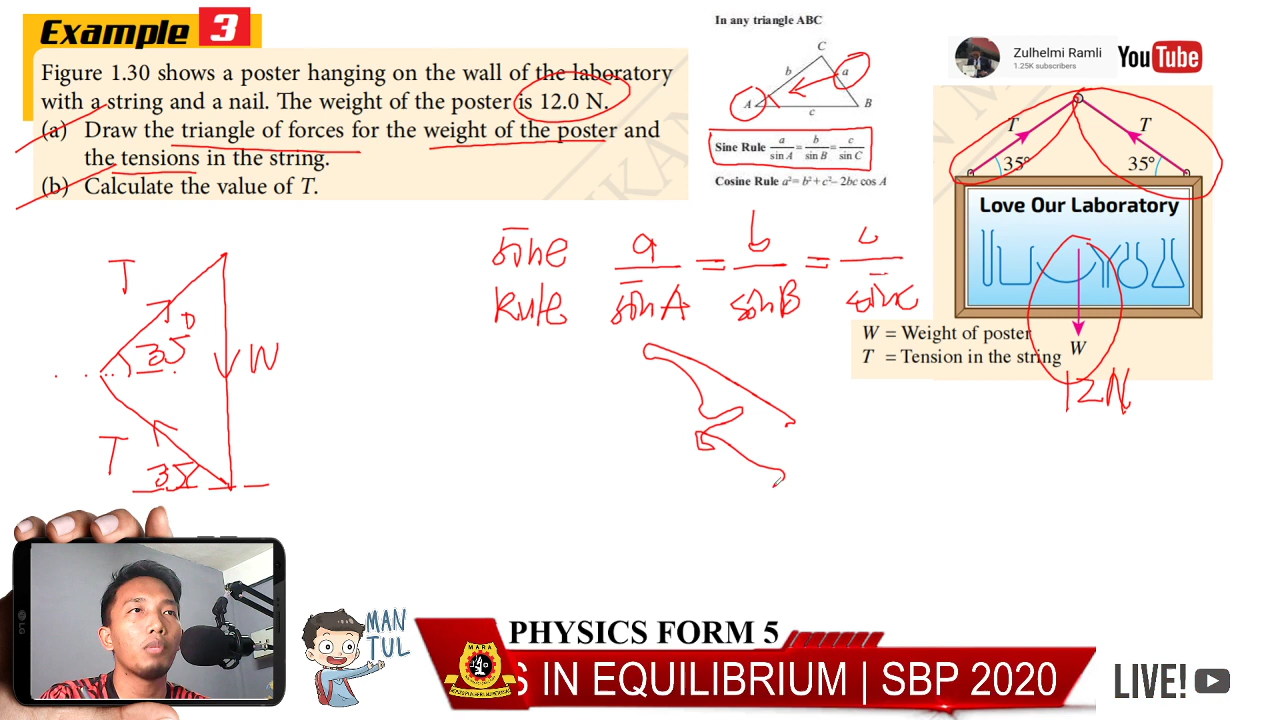 Example 3
Figure 1.30 shows a poster hanging on the wall of the laboratory
with a string and a nail. The weight of the poster is 12.0 N.
(a) Draw the triangle of forces for the weight of the poster and
the tensions in the string.
(b) Calculate the value of T.
In any triangle ABC
C
b
a
A
B
c
Sine Rule a/sin A = b/sin B = c/sin C
Cosine Rule a² = b² + c² – 2bc cos A
Zulhelmi Ramli
1.25K subscribers
YouTube
T
T
35°
35°
Love Our Laboratory
W
W = Weight of poster
T = Tension in the string
12N
sine
Rule
a/sin A = b/sin B = c/sin c
T
35°
W
T
35
LG
MAN
TUL
MARA
PHYSICS FORM 5
S IN EQUILIBRIUM | SBP 2020
LIVE!